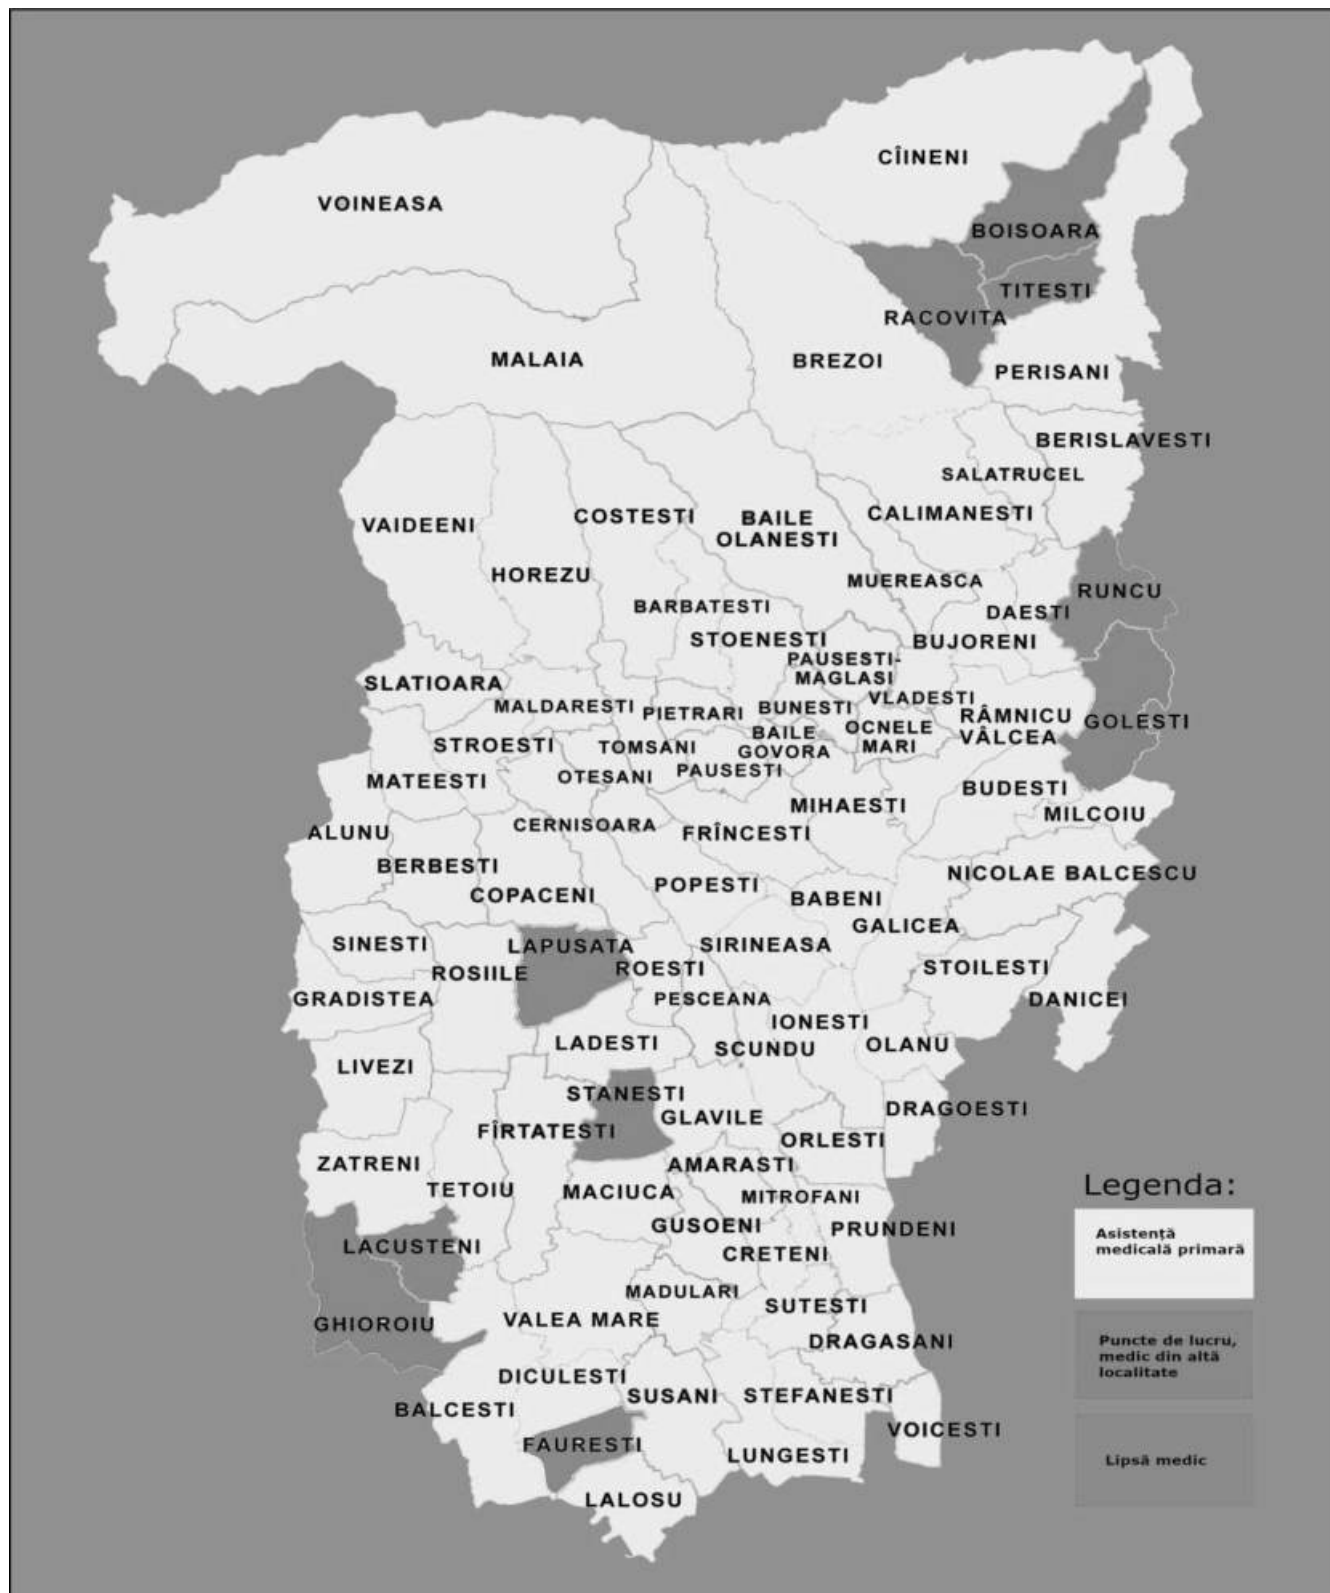 CÎINENI
VOINEASA
BOISOARA
TITESTI
RACOVITA
MALAIA
BREZOI
PERISANI
BERISLAVESTI
SALATRUCEL
CALIMANESTI
COSTESTI
BAILE
OLANESTI
VAIDEENI
HOREZU
MUEREASCA
RUNCU
BARBATESTI
DAESTI
STOENESTI
BUJORENI
PAUSESTI-
MAGLASI
SLATIOARA
VLADESTI
MALDARESTI
PIETRARI
BUNESTI
RÂMNICU
VÂLCEA
GOLESTI
OCNELE
MARI
BAILE
GOVORA
STROESTI
TOMSANI
PAUSESTI
OTESANI
MATEESTI
BUDESTI
MIHAESTI
MILCOIU
ALUNU
CERNISOARA
FRÎNCESTI
BERBESTI
NICOLAE BALCESCU
COPACENI
POPESTI
BABENI
GALICEA
SINESTI
LAPUSATA
SIRINEASA
ROSIILE
ROESTI
STOILESTI
GRADISTEA
PESCEANA
DANICEI
IONESTI
LADESTI
SCUNDU
OLANU
LIVEZI
STANESTI
GLAVILE
DRAGOESTI
FÎRTATESTI
ORLESTI
ZATRENI
AMARASTI
TETOIU
MACIUCA
MITROFANI
GUSOENI
PRUNDENI
LACUSTENI
CRETENI
MADULARI
SUTESTI
GHIOROIU
VALEA MARE
DRAGASANI
DICULESTI
SUSANI
STEFANESTI
BALCESTI
VOICESTI
FAURESTI
LUNGESTI
LALOSU
Legenda:
Asistență
medicală primară
Puncte de lucru,
medic din altă
localitate
Lipsă medic